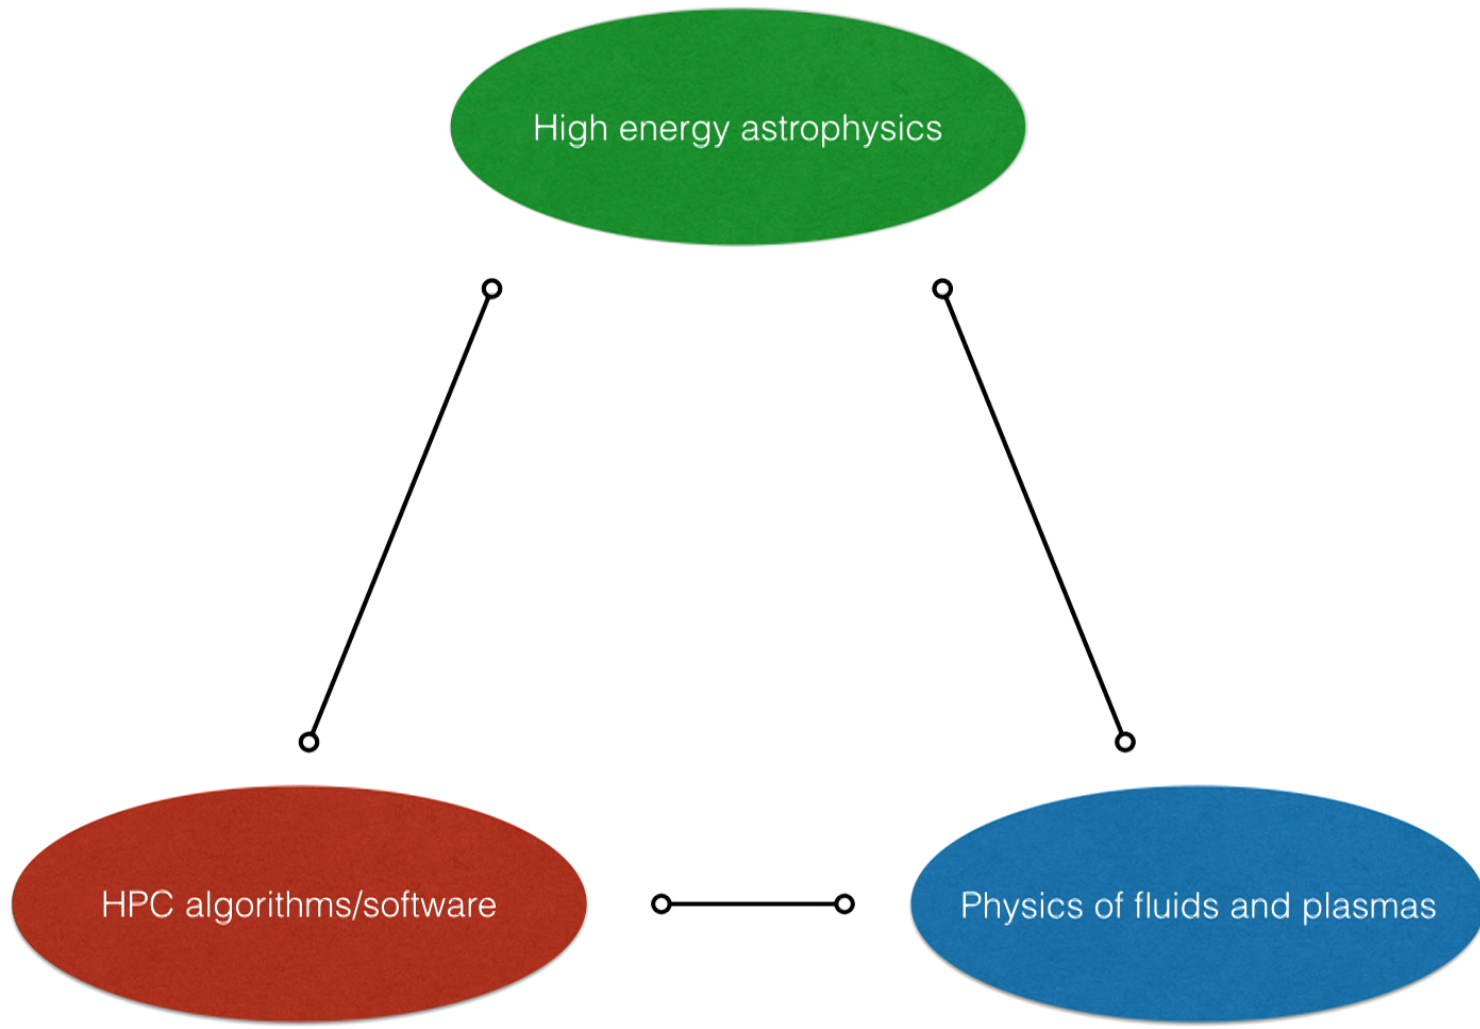 High energy astrophysics
HPC algorithms/software
Physics of fluids and plasmas